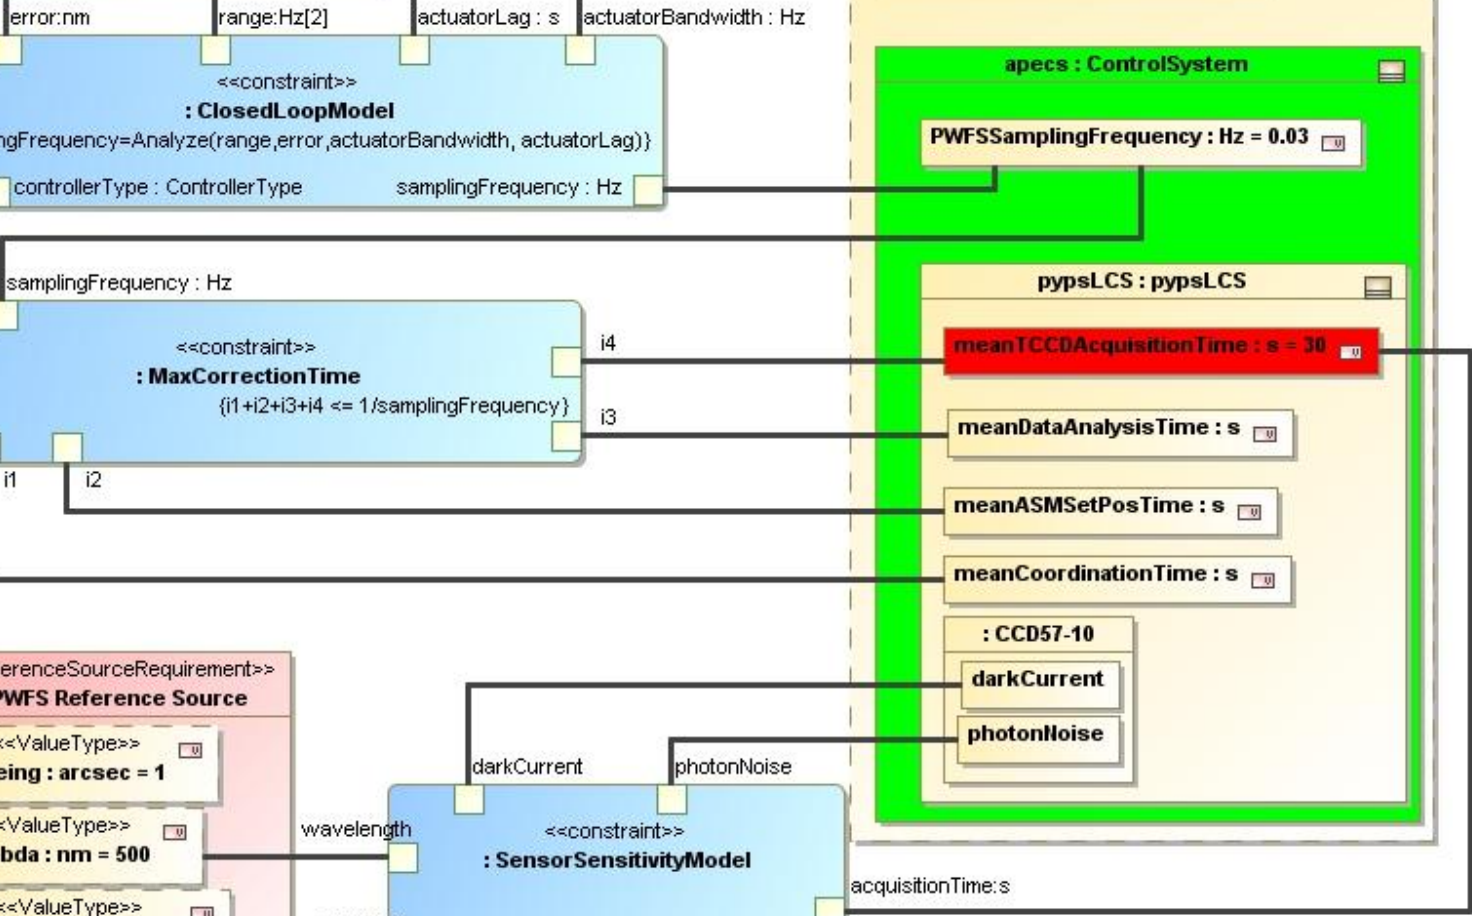 error:nm
range:Hz[2]
actuatorLag : s
actuatorBandwidth : Hz
<<constraint>>
: ClosedLoopModel
ngFrequency=Analyze(range,error,actuatorBandwidth, actuatorLag)}
controllerType : ControllerType
samplingFrequency : Hz
apecs : ControlSystem
PWFSSamplingFrequency : Hz = 0.03
samplingFrequency : Hz
<<constraint>>
: MaxCorrectionTime
{i1+i2+i3+i4 <= 1/samplingFrequency}
i4
i3
i1
i2
pypsLCS : pypsLCS
meanTCCDAcquisitionTime : s = 30
meanDataAnalysisTime : s
meanASMSetPosTime : s
meanCoordinationTime : s
: CCD57-10
darkCurrent
photonNoise
erenceSourceRequirement>>
PWFS Reference Source
<<ValueType>>
eing : arcsec = 1
<ValueType>>
bda : nm = 500
<<ValueType>>
wavelength
darkCurrent
photonNoise
<<constraint>>
: SensorSensitivityModel
acquisitionTime:s